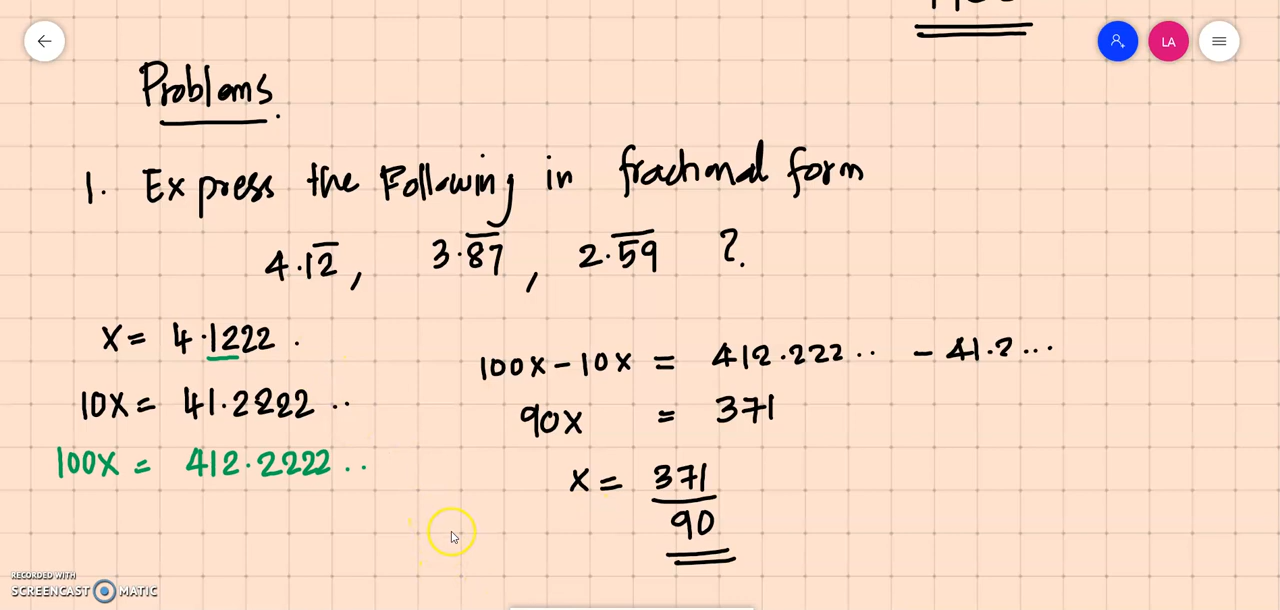 LA
Problems.
1. Express the Following in fractional form
4.12̅, 3.8̅7̅, 2.5̅9̅ ?
x = 4.1222 .
10x = 41.2222 ..
100x = 412.2222 ..
100x - 10x = 412.222.. - 41.2...
90x = 371
x = 371
90
RECORDED WITH
SCREENCAST MATIC